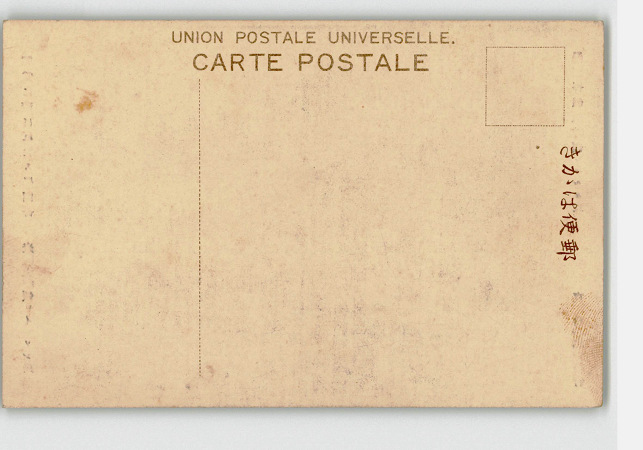 UNION POSTALE UNIVERSELLE.
CARTE POSTALE
きがは便郵